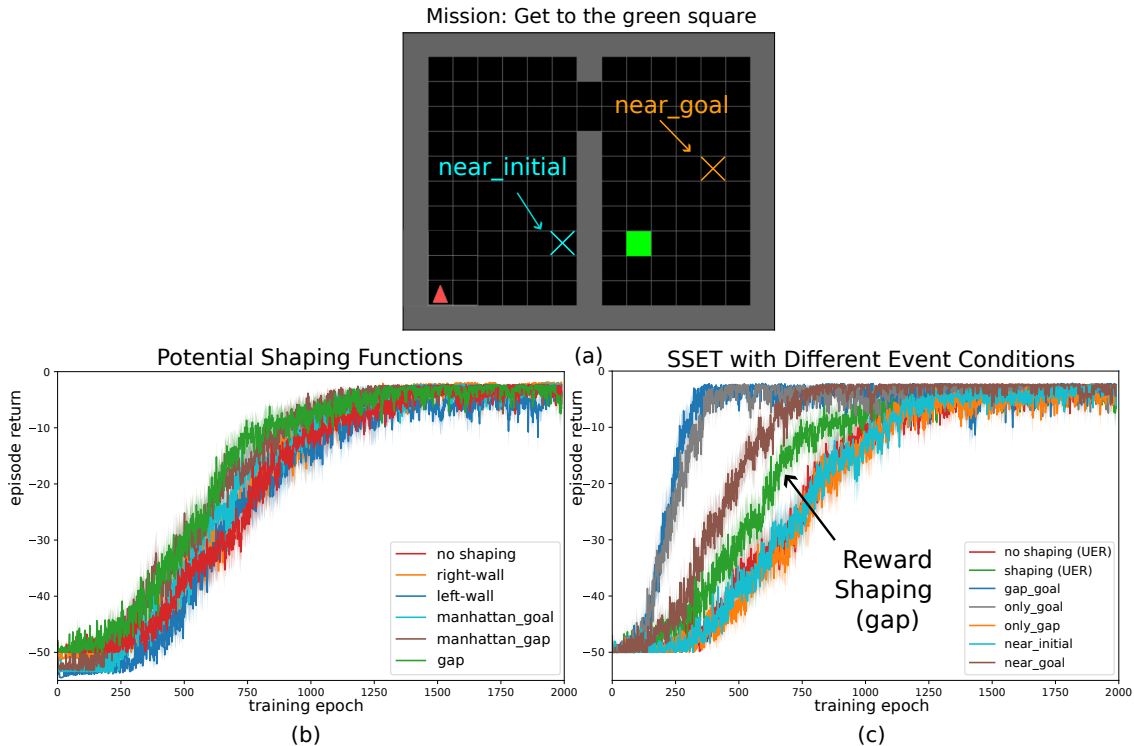 Mission: Get to the green square
near_goal
near_initial
(a)
Potential Shaping Functions
episode return
0
−10
−20
−30
−40
−50
0
250
500
750
1000
1250
1500
1750
2000
training epoch
no shaping
right-wall
left-wall
manhattan_goal
manhattan_gap
gap
(b)
SSET with Different Event Conditions
episode return
0
−10
−20
−30
−40
−50
0
250
500
750
1000
1250
1500
1750
2000
training epoch
Reward
Shaping
(gap)
no shaping (UER)
shaping (UER)
gap_goal
only_goal
only_gap
near_initial
near_goal
(c)